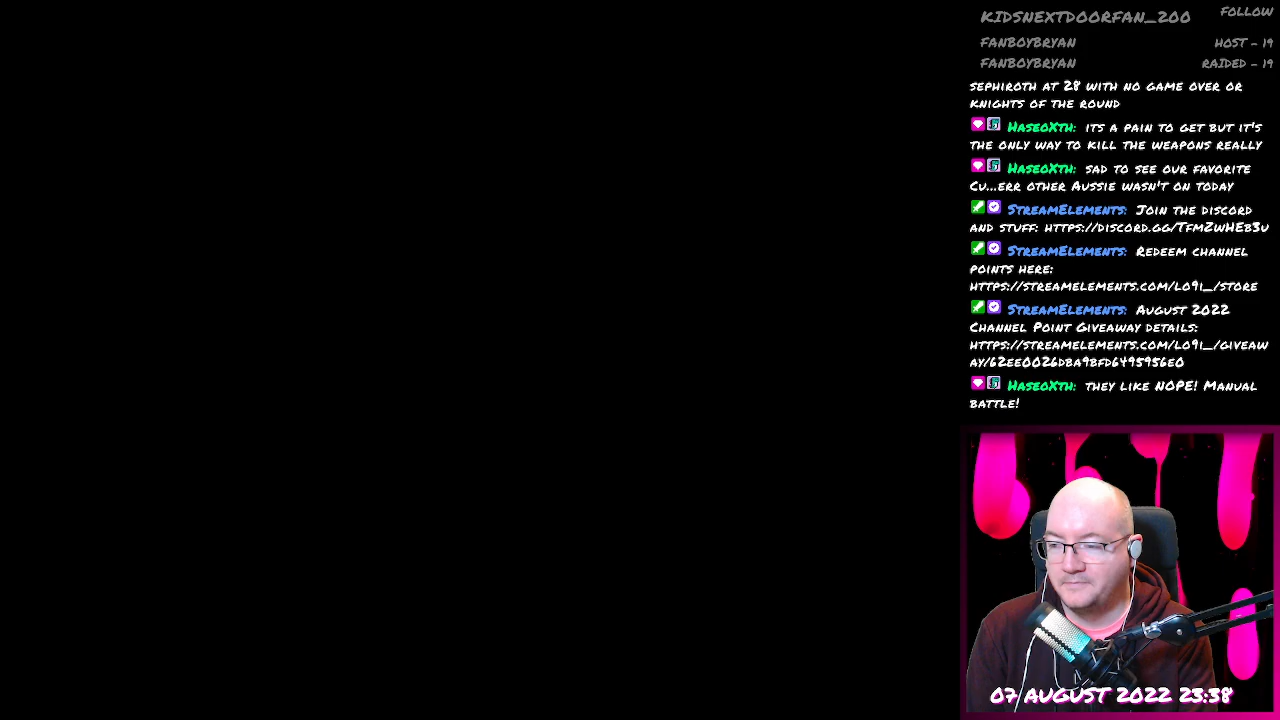 KIDSNEXTDOORFAN_200 FOLLOW
FANBOYBRYAN HOST - 19
FANBOYBRYAN RAIDED - 19
SEPHIROTH AT 28 WITH NO GAME OVER OR
KNIGHTS OF THE ROUND
HASEOXTH: ITS A PAIN TO GET BUT IT'S
THE ONLY WAY TO KILL THE WEAPONS REALLY
HASEOXTH: SAD TO SEE OUR FAVORITE
CU...ERR OTHER AUSSIE WASN'T ON TODAY
STREAMELEMENTS: JOIN THE DISCORD
AND STUFF: HTTPS://DISCORD.GG/TFMZWHEB3U
STREAMELEMENTS: REDEEM CHANNEL
POINTS HERE:
HTTPS://STREAMELEMENTS.COM/LO9I_/STORE
STREAMELEMENTS: AUGUST 2022
CHANNEL POINT GIVEAWAY DETAILS:
HTTPS://STREAMELEMENTS.COM/LO9I_/GIVEAW
AY/62EE0026DBA9BFD6495956E0
HASEOXTH: THEY LIKE NOPE! MANUAL
BATTLE!
07 AUGUST 2022 23:38